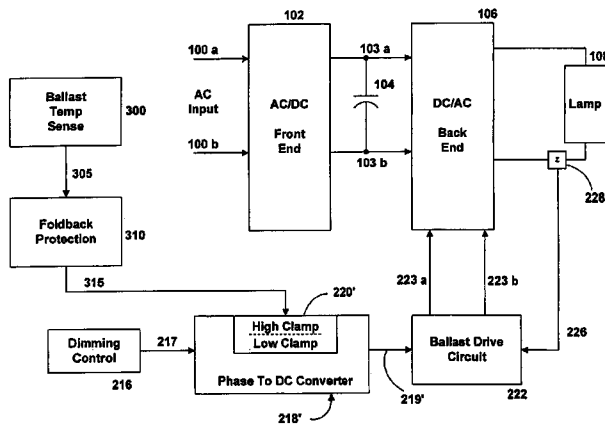 102
106
108
100 a
103 a
Ballast
Temp
Sense
300
AC
Input
AC/DC
Front
End
104
DC/AC
Back
End
Lamp
100 b
103 b
z
228
305
Foldback
Protection
310
315
220'
223 a
223 b
226
Dimming
Control
216
217
High Clamp
Low Clamp
Phase To DC Converter
218'
219'
Ballast Drive
Circuit
222